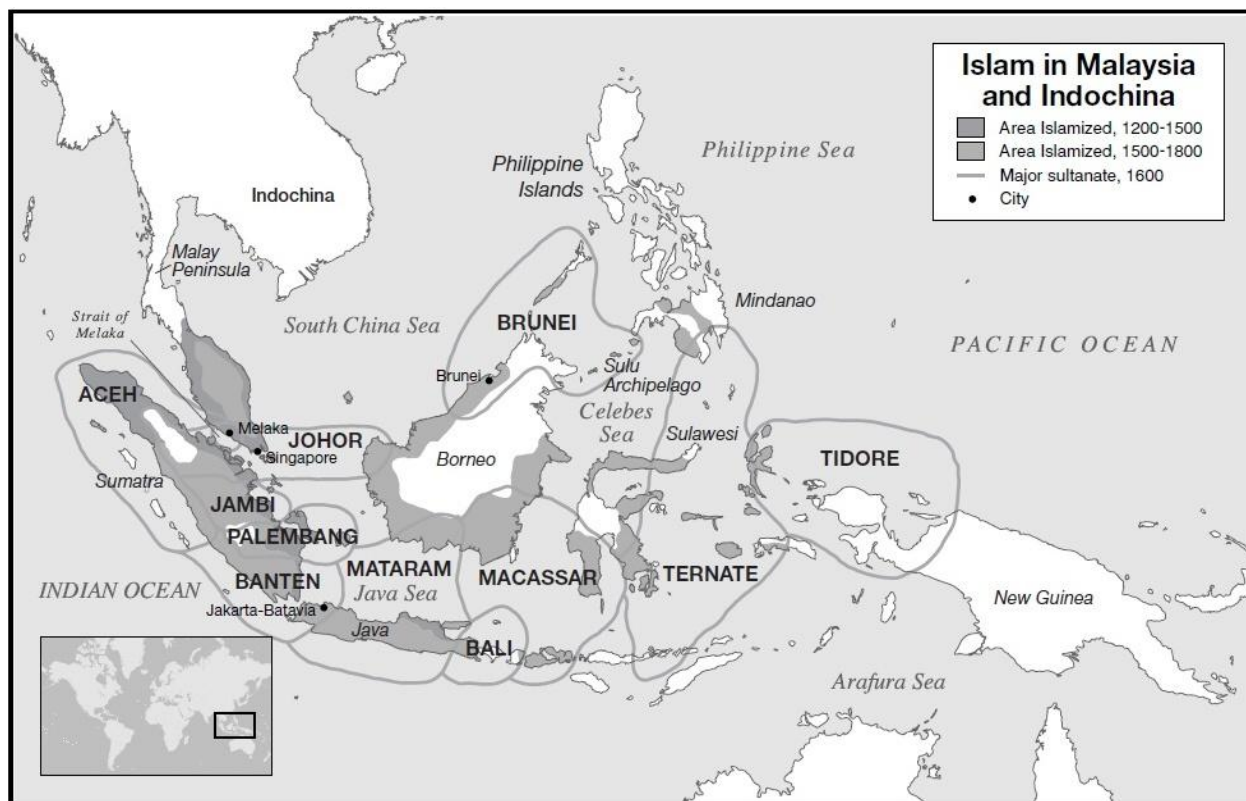 Islam in Malaysia
and Indochina
Area Islamized, 1200-1500
Area Islamized, 1500-1800
Major sultanate, 1600
City
Philippine Sea
Philippine
Islands
Indochina
Malay
Peninsula
Strait of
Melaka
South China Sea
BRUNEI
Mindanao
PACIFIC OCEAN
Brunei
Sulu
Archipelago
ACEH
Celebes
Sea
Melaka
JOHOR
Singapore
Sulawesi
Borneo
TIDORE
Sumatra
JAMBI
PALEMBANG
MATARAM
BANTEN
MACASSAR
TERNATE
Java Sea
INDIAN OCEAN
New Guinea
Jakarta-Batavia
Java
BALI
Arafura Sea